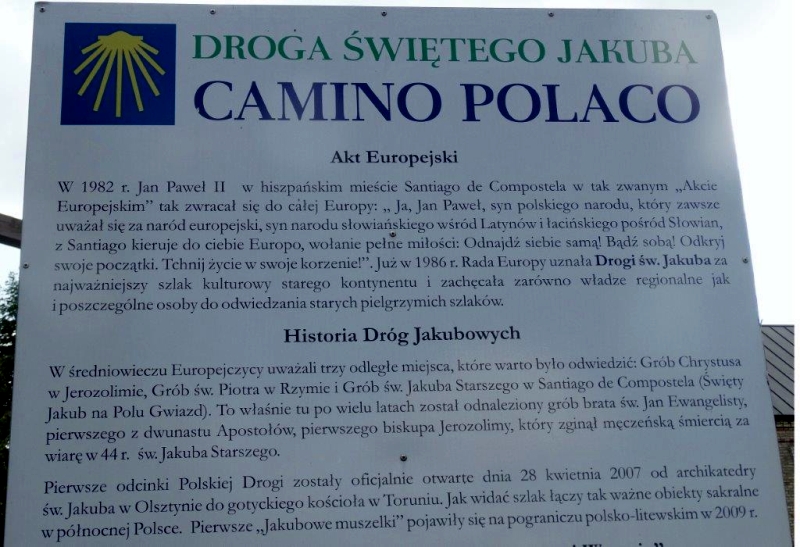 DROGA ŚWIĘTEGO JAKUBA
CAMINO POLACO
Akt Europejski
W 1982 r. Jan Paweł II w hiszpańskim mieście Santiago de Compostela w tak zwanym „Akcie
Europejskim” tak zwracał się do całej Europy: „ Ja, Jan Paweł, syn polskiego narodu, który zawsze
uważał się za naród europejski, syn narodu słowiańskiego wśród Latynów i łacińskiego pośród Słowian,
z Santiago kieruje do ciebie Europo, wołanie pełne miłości: Odnajdź siebie samą! Bądź sobą! Odkryj
swoje początki. Tchnij życie w swoje korzenie!”. Już w 1986 r. Rada Europy uznała Drogi św. Jakuba za
najważniejszy szlak kulturowy starego kontynentu i zachęcała zarówno władze regionalne jak
i poszczególne osoby do odwiedzania starych pielgrzymich szlaków.
Historia Dróg Jakubowych
W średniowieczu Europejczycy uważali trzy odległe miejsca, które warto było odwiedzić: Grób Chrystusa
w Jerozolimie, Grób św. Piotra w Rzymie i Grób św. Jakuba Starszego w Santiago de Compostela (Święty
Jakub na Polu Gwiazd). To właśnie tu po wielu latach został odnaleziony grób brata św. Jan Ewangelisty,
pierwszego z dwunastu Apostołów, pierwszego biskupa Jerozolimy, który zginął męczeńską śmiercią za
wiarę w 44 r. św. Jakuba Starszego.
Pierwsze odcinki Polskiej Drogi zostały oficjalnie otwarte dnia 28 kwietnia 2007 od archikatedry
św. Jakuba w Olsztynie do gotyckiego kościoła w Toruniu. Jak widać szlak łączy tak ważne obiekty sakralne
w północnej Polsce. Pierwsze „Jakubowe muszelki” pojawiły się na pograniczu polsko-litewskim w 2009 r.